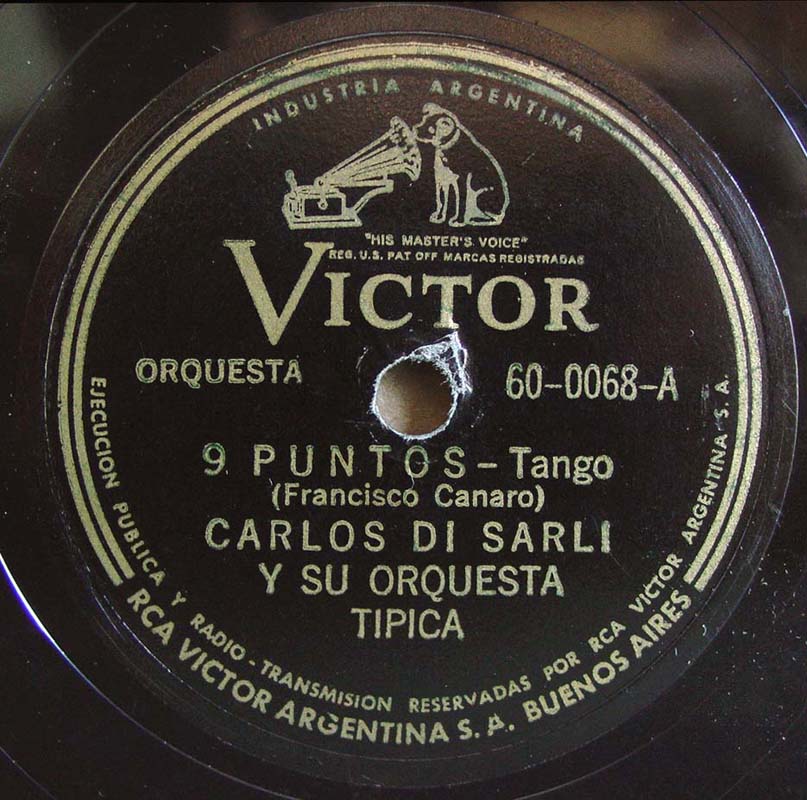 INDUSTRIA ARGENTINA
"HIS MASTER'S VOICE"
REG. U.S. PAT OFF MARCAS REGISTRADAS
VICTOR
ORQUESTA
60-0068-A
9 PUNTOS - Tango
(Francisco Canaro)
CARLOS DI SARLI
Y SU ORQUESTA
TIPICA
EJECUCION PUBLICA Y RADIO-TRANSMISION RESERVADAS POR RCA VICTOR ARGENTINA S. A.
RCA VICTOR ARGENTINA S. A. BUENOS AIRES